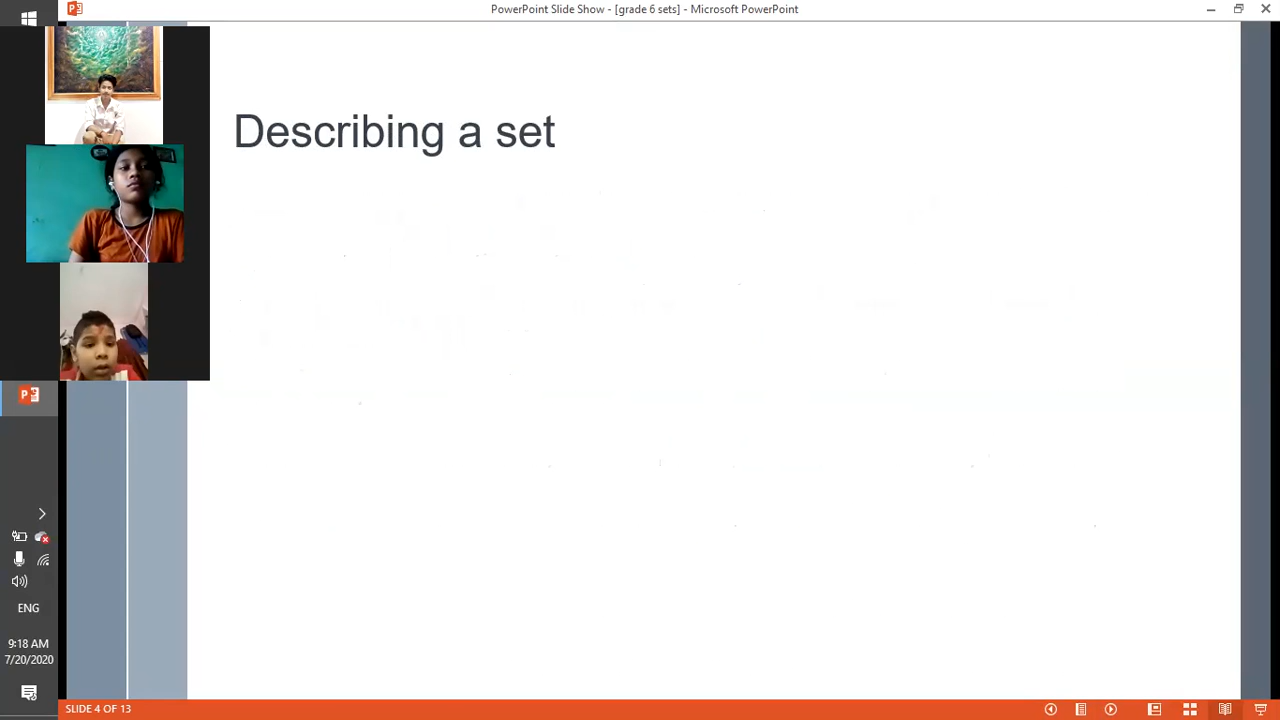 PowerPoint Slide Show - [grade 6 sets] - Microsoft PowerPoint
Describing a set
ENG
9:18 AM
7/20/2020
SLIDE 4 OF 13